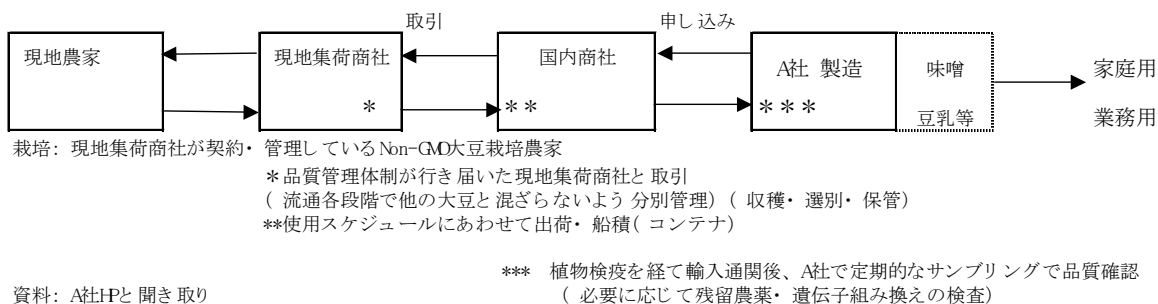 取引 申し込み
現地農家 現地集荷商社 国内商社 A社 製造 味噌 家庭用
* ** *** 豆乳等 業務用
栽培: 現地集荷商社が契約・管理しているNon-GMO大豆栽培農家
*品質管理体制が行き届いた現地集荷商社と取引
(流通各段階で他の大豆と混ざらないよう分別管理)(収穫・選別・保管)
**使用スケジュールにあわせて出荷・船積(コンテナ)
*** 植物検疫を経て輸入通関後、A社で定期的なサンプリングで品質確認
資料: A社HPと聞き取り (必要に応じて残留農薬・遺伝子組み換えの検査)